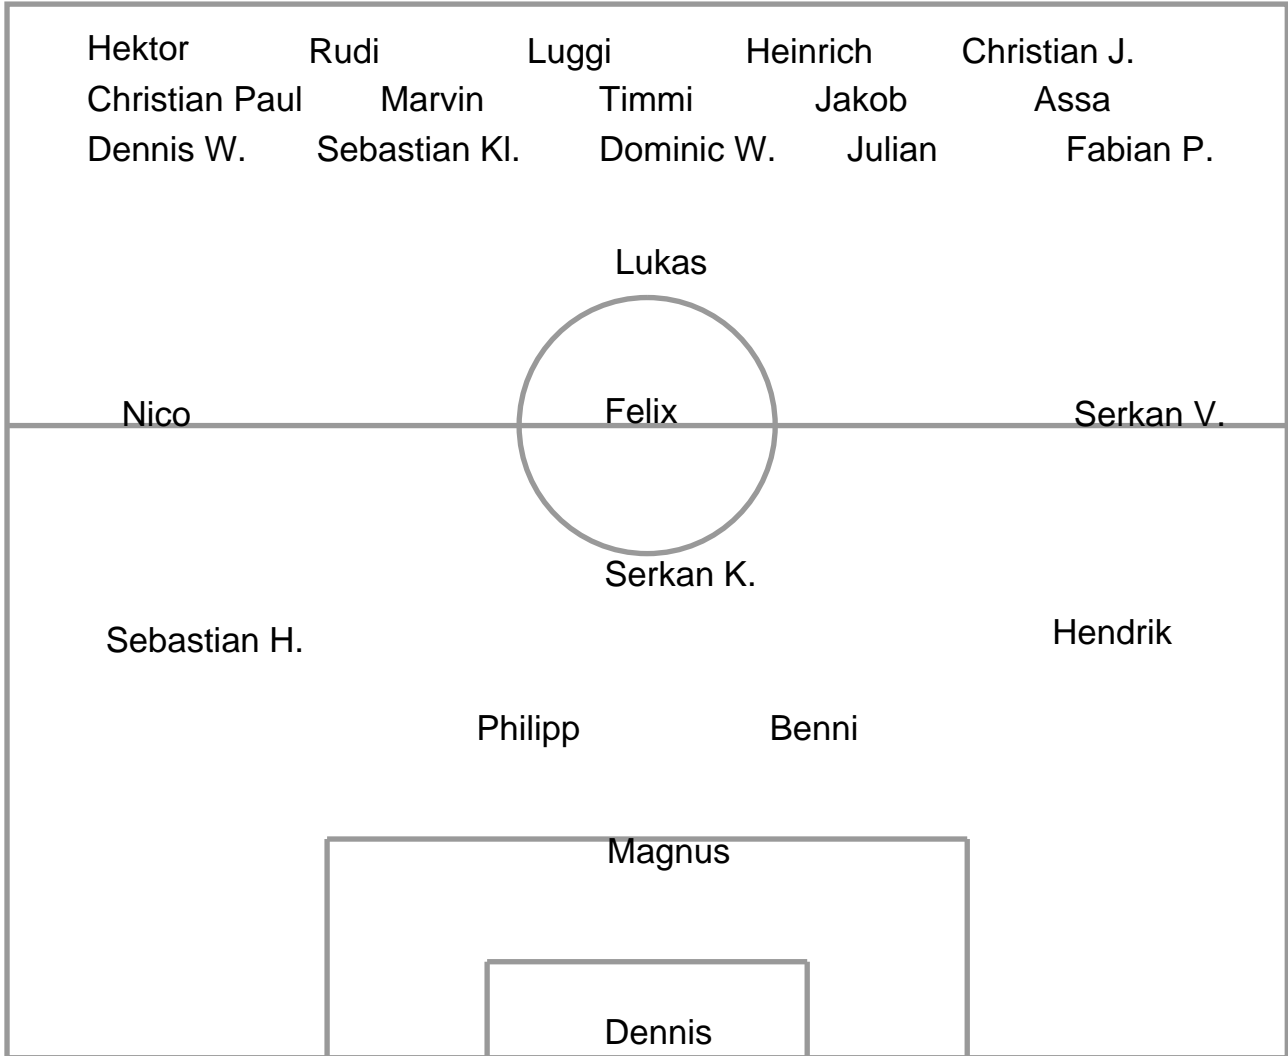 Hektor Rudi Luggi Heinrich Christian J.
Christian Paul Marvin Timmi Jakob Assa
Dennis W. Sebastian Kl. Dominic W. Julian Fabian P.
Lukas
Nico Felix Serkan V.
Serkan K.
Sebastian H. Hendrik
Philipp Benni
Magnus
Dennis